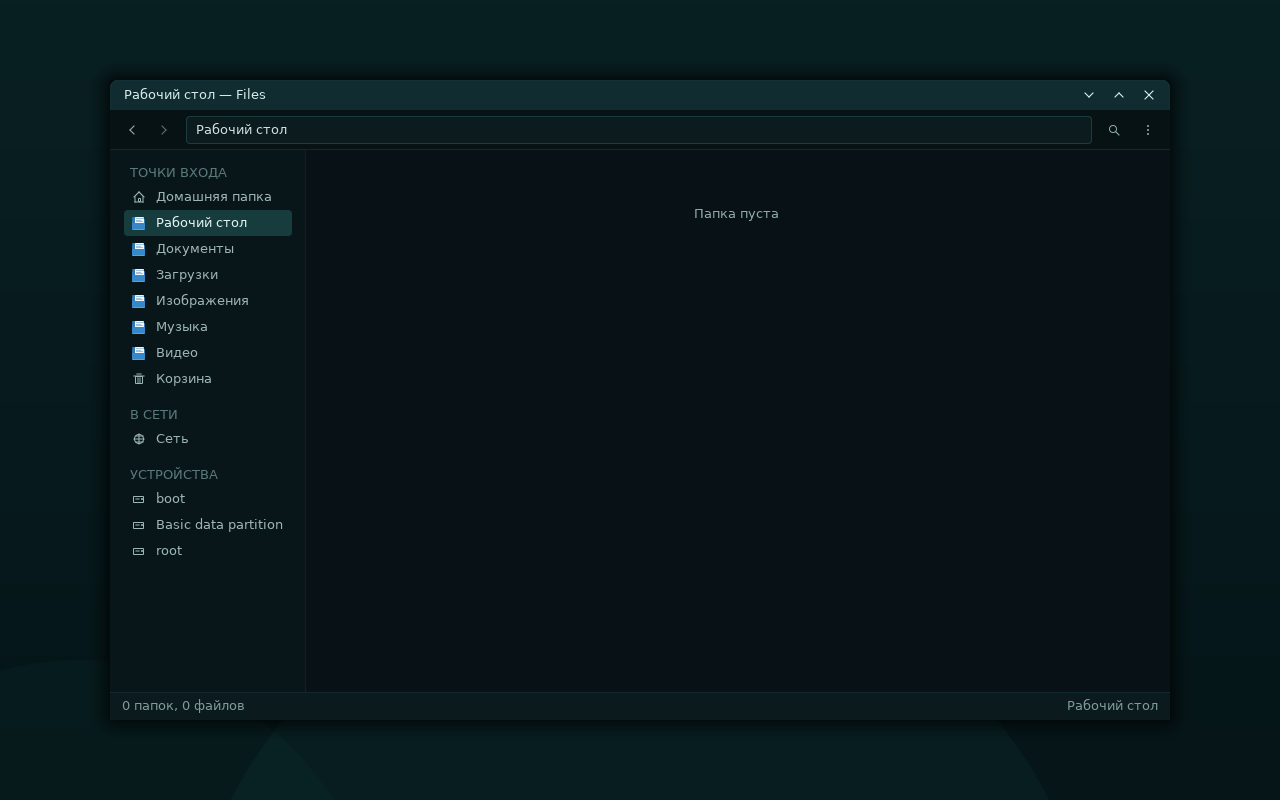 Рабочий стол — Files
Рабочий стол
ТОЧКИ ВХОДА
Домашняя папка
Рабочий стол
Документы
Загрузки
Изображения
Музыка
Видео
Корзина
В СЕТИ
Сеть
УСТРОЙСТВА
boot
Basic data partition
root
Папка пуста
0 папок, 0 файлов
Рабочий стол